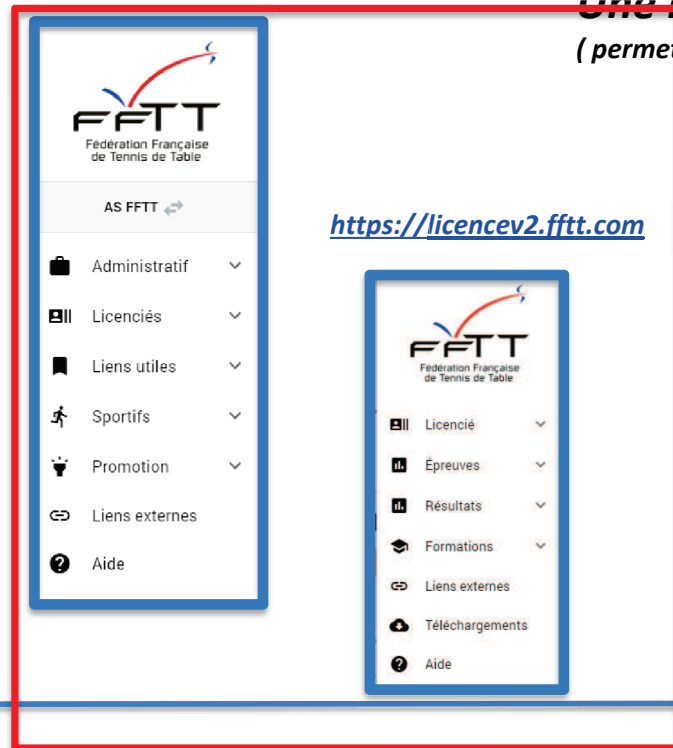 ( permet
FFTT
Fédération Française
de Tennis de Table
AS FFTT
Administratif
Licenciés
Liens utiles
Sportifs
Promotion
Liens externes
Aide
https://licencev2.fftt.com
FFTT
Fédération Française
de Tennis de Table
Licencié
Épreuves
Résultats
Formations
Liens externes
Téléchargements
Aide